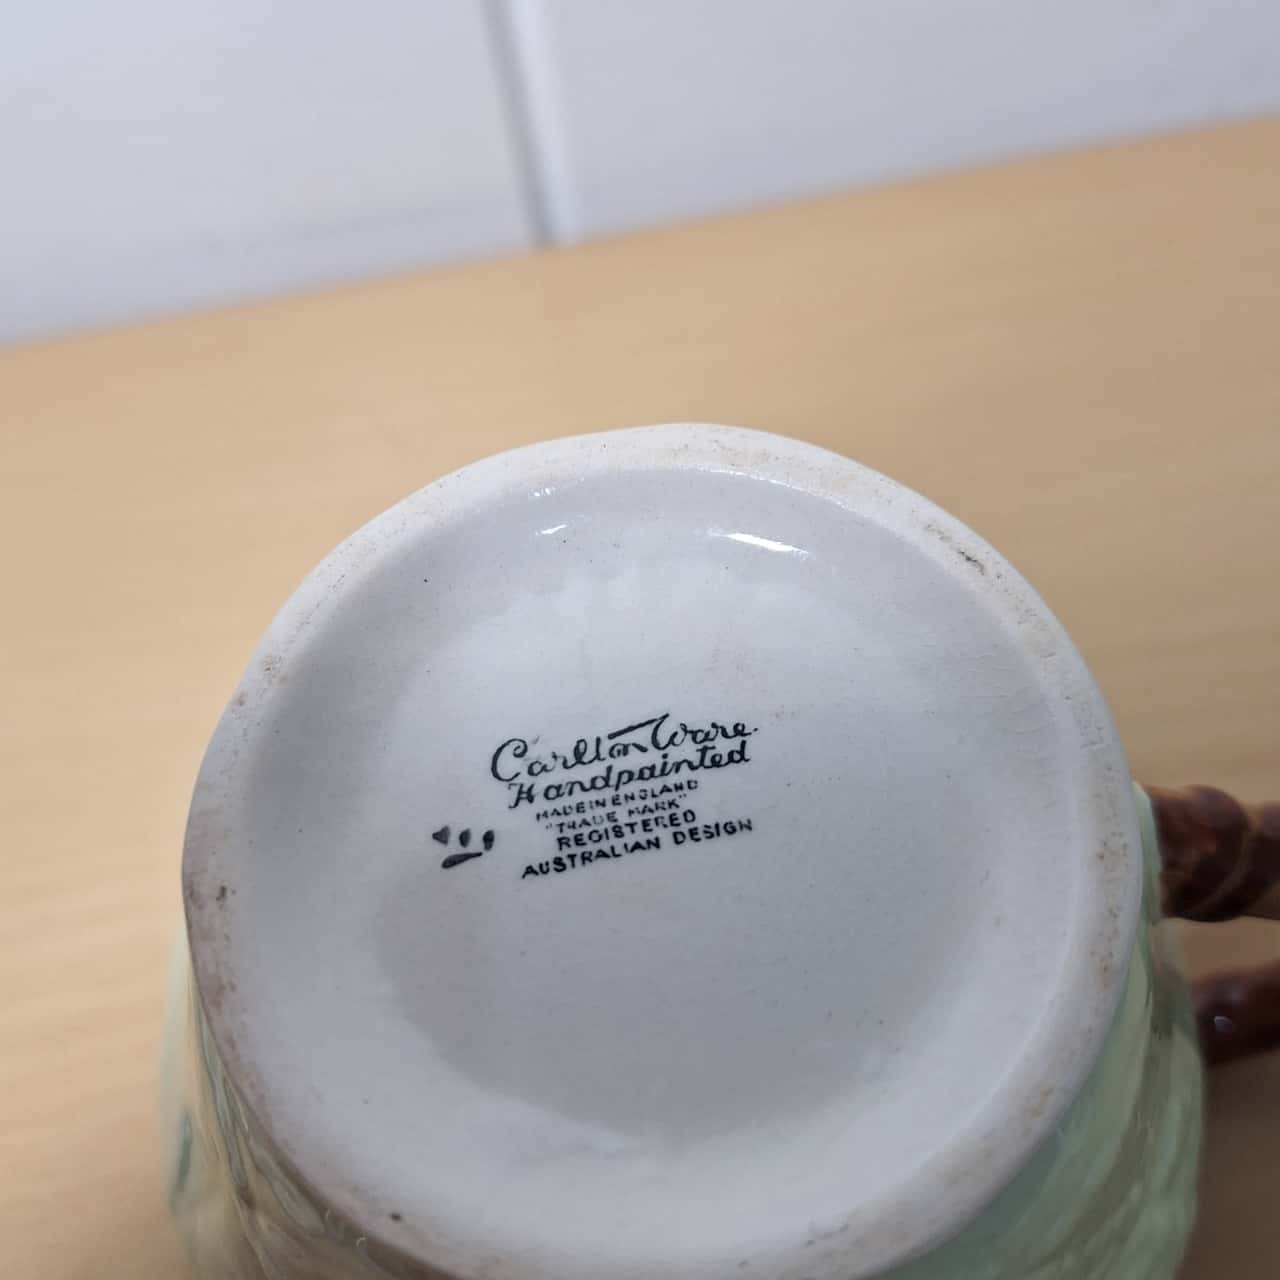 Carlton Ware
Handpainted
MADE IN ENGLAND
"TRADE MARK"
REGISTERED
AUSTRALIAN DESIGN